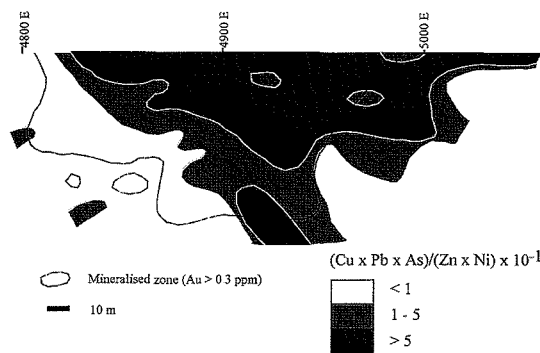 4800 E
4900 E
5000 E
(Cu x Pb x As)/(Zn x Ni) x 10⁻¹
Mineralised zone (Au > 0 3 ppm)
< 1
10 m
1 - 5
> 5